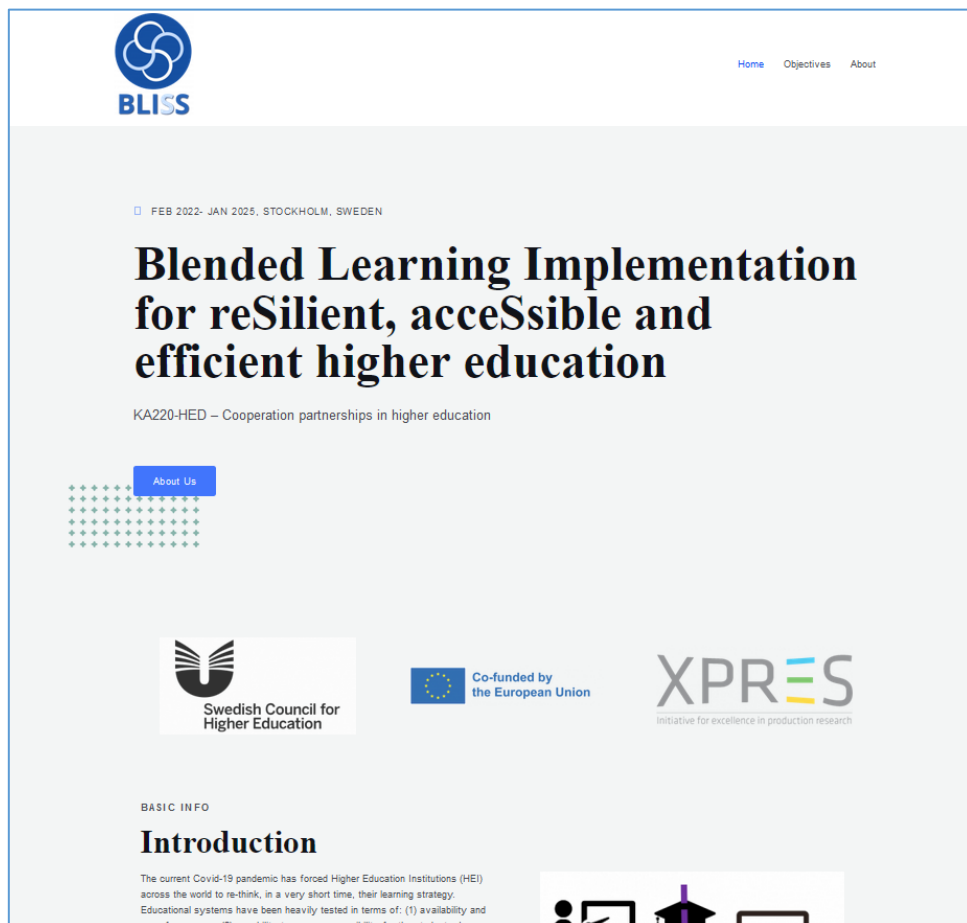 BLISS
Home Objectives About
FEB 2022- JAN 2025, STOCKHOLM, SWEDEN
Blended Learning Implementation
for reSilient, acceSsible and
efficient higher education
KA220-HED – Cooperation partnerships in higher education
About Us
Swedish Council for
Higher Education
Co-funded by
the European Union
XPRES
Initiative for excellence in production research
BASIC INFO
Introduction
The current Covid-19 pandemic has forced Higher Education Institutions (HEI)
across the world to re-think, in a very short time, their learning strategy.
Educational systems have been heavily tested in terms of: (1) availability and